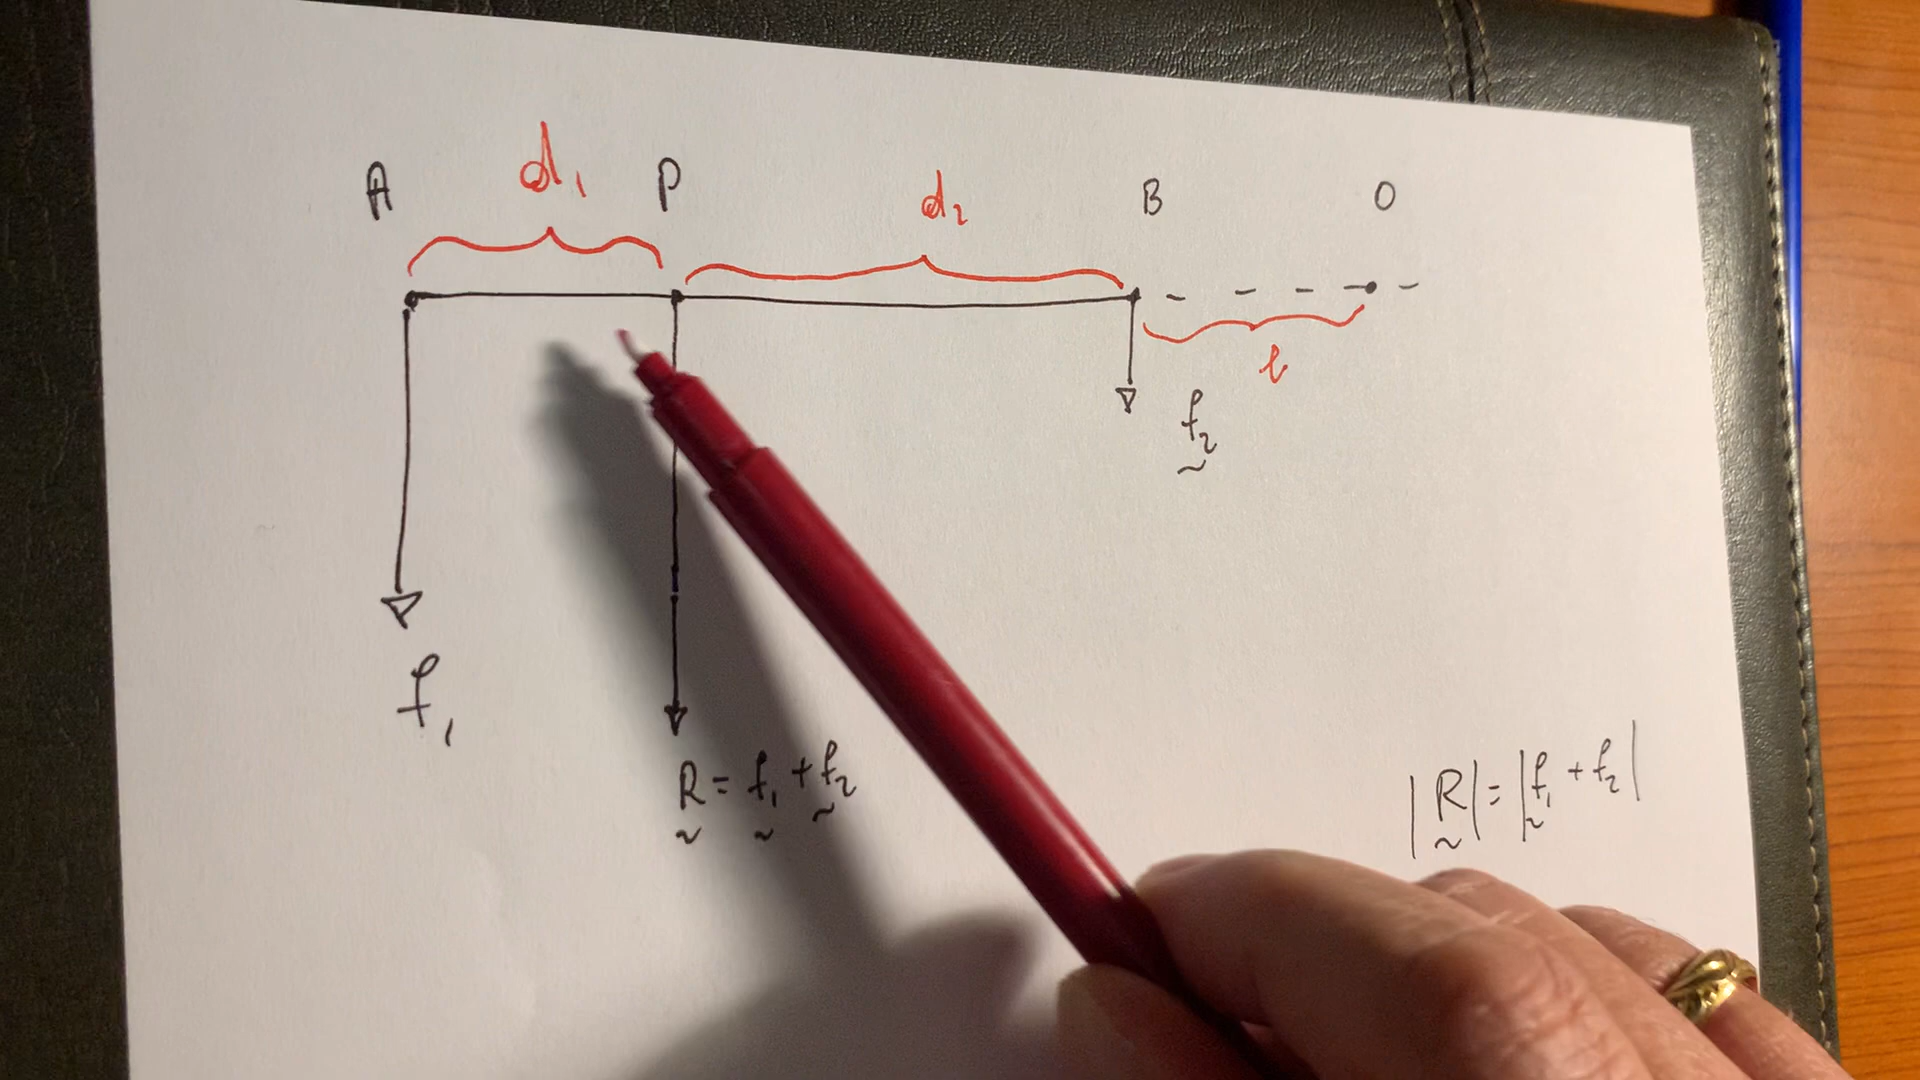 A d₁ P d₂ B O
l
f₂
f₁
R = f₁ + f₂
|R| = |f₁ + f₂|